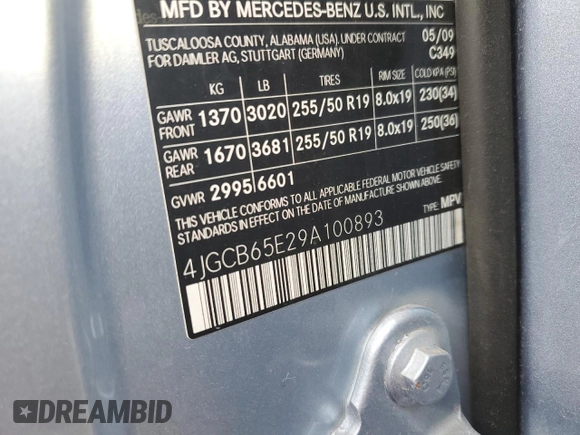 MFD BY MERCEDES-BENZ U.S. INTL., INC
TUSCALOOSA COUNTY, ALABAMA (USA), UNDER CONTRACT 05/09
FOR DAIMLER AG, STUTTGART (GERMANY) C349
KG LB TIRES RIM SIZE COLD KPA (PSI)
GAWR FRONT 1370 3020 255/50 R19 8.0x19 230(34)
GAWR REAR 1670 3681 255/50 R19 8.0x19 250(36)
GVWR 2995 6601
THIS VEHICLE CONFORMS TO ALL APPLICABLE FEDERAL MOTOR VEHICLE SAFETY
STANDARDS IN EFFECT ON THE DATE OF MANUFACTURE SHOWN ABOVE
TYPE: MPV
4JGCB65E29A100893
DREAMBID